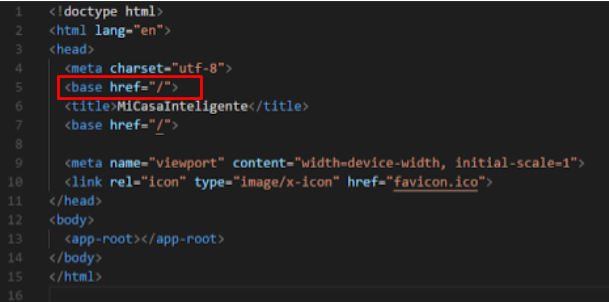 1 <!doctype html>
2 <html lang="en">
3 <head>
4 <meta charset="utf-8">
5 <base href="/">
6 <title>MiCasaInteligente</title>
7 <base href="/">
8
9 <meta name="viewport" content="width=device-width, initial-scale=1">
10 <link rel="icon" type="image/x-icon" href="favicon.ico">
11 </head>
12 <body>
13 <app-root></app-root>
14 </body>
15 </html>
16